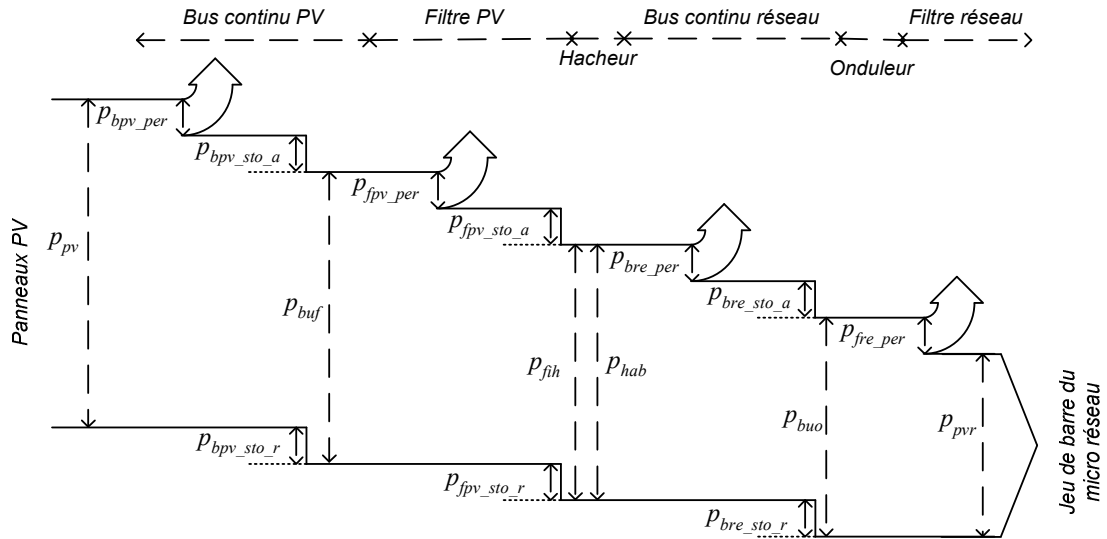 Bus continu PV
Filtre PV
Bus continu réseau
Filtre réseau
Hacheur
Onduleur
p_bpv_per
p_bpv_sto_a
p_fpv_per
p_fpv_sto_a
p_bre_per
p_bre_sto_a
p_fre_per
Panneaux PV
p_pv
p_buf
p_fih
p_hab
p_buo
p_pvr
p_bpv_sto_r
p_fpv_sto_r
p_bre_sto_r
Jeu de barre du
micro réseau